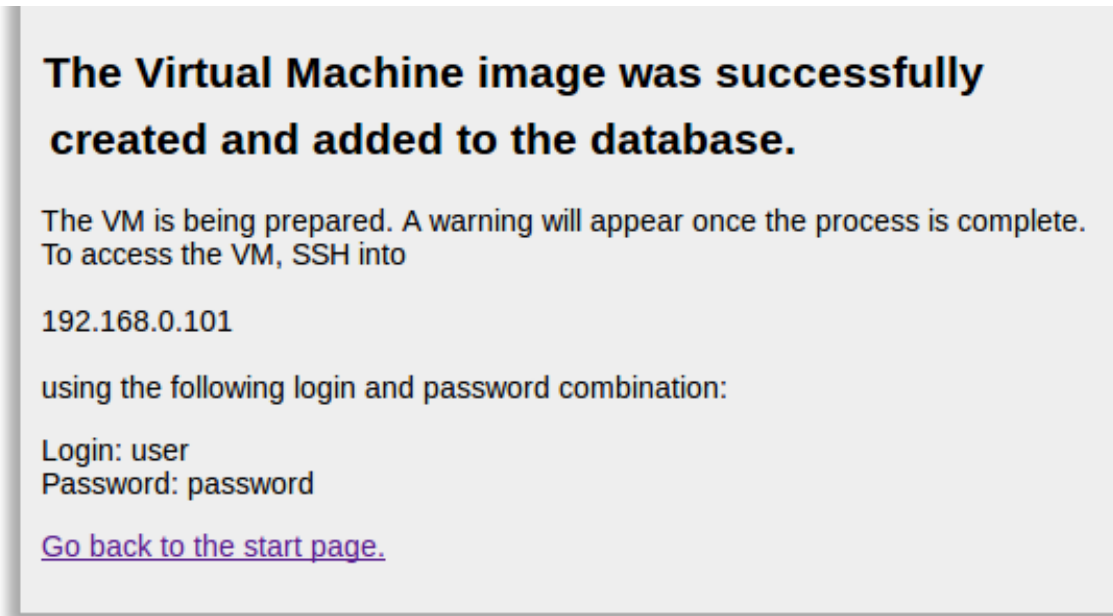 The Virtual Machine image was successfully
created and added to the database.
The VM is being prepared. A warning will appear once the process is complete.
To access the VM, SSH into
192.168.0.101
using the following login and password combination:
Login: user
Password: password
Go back to the start page.